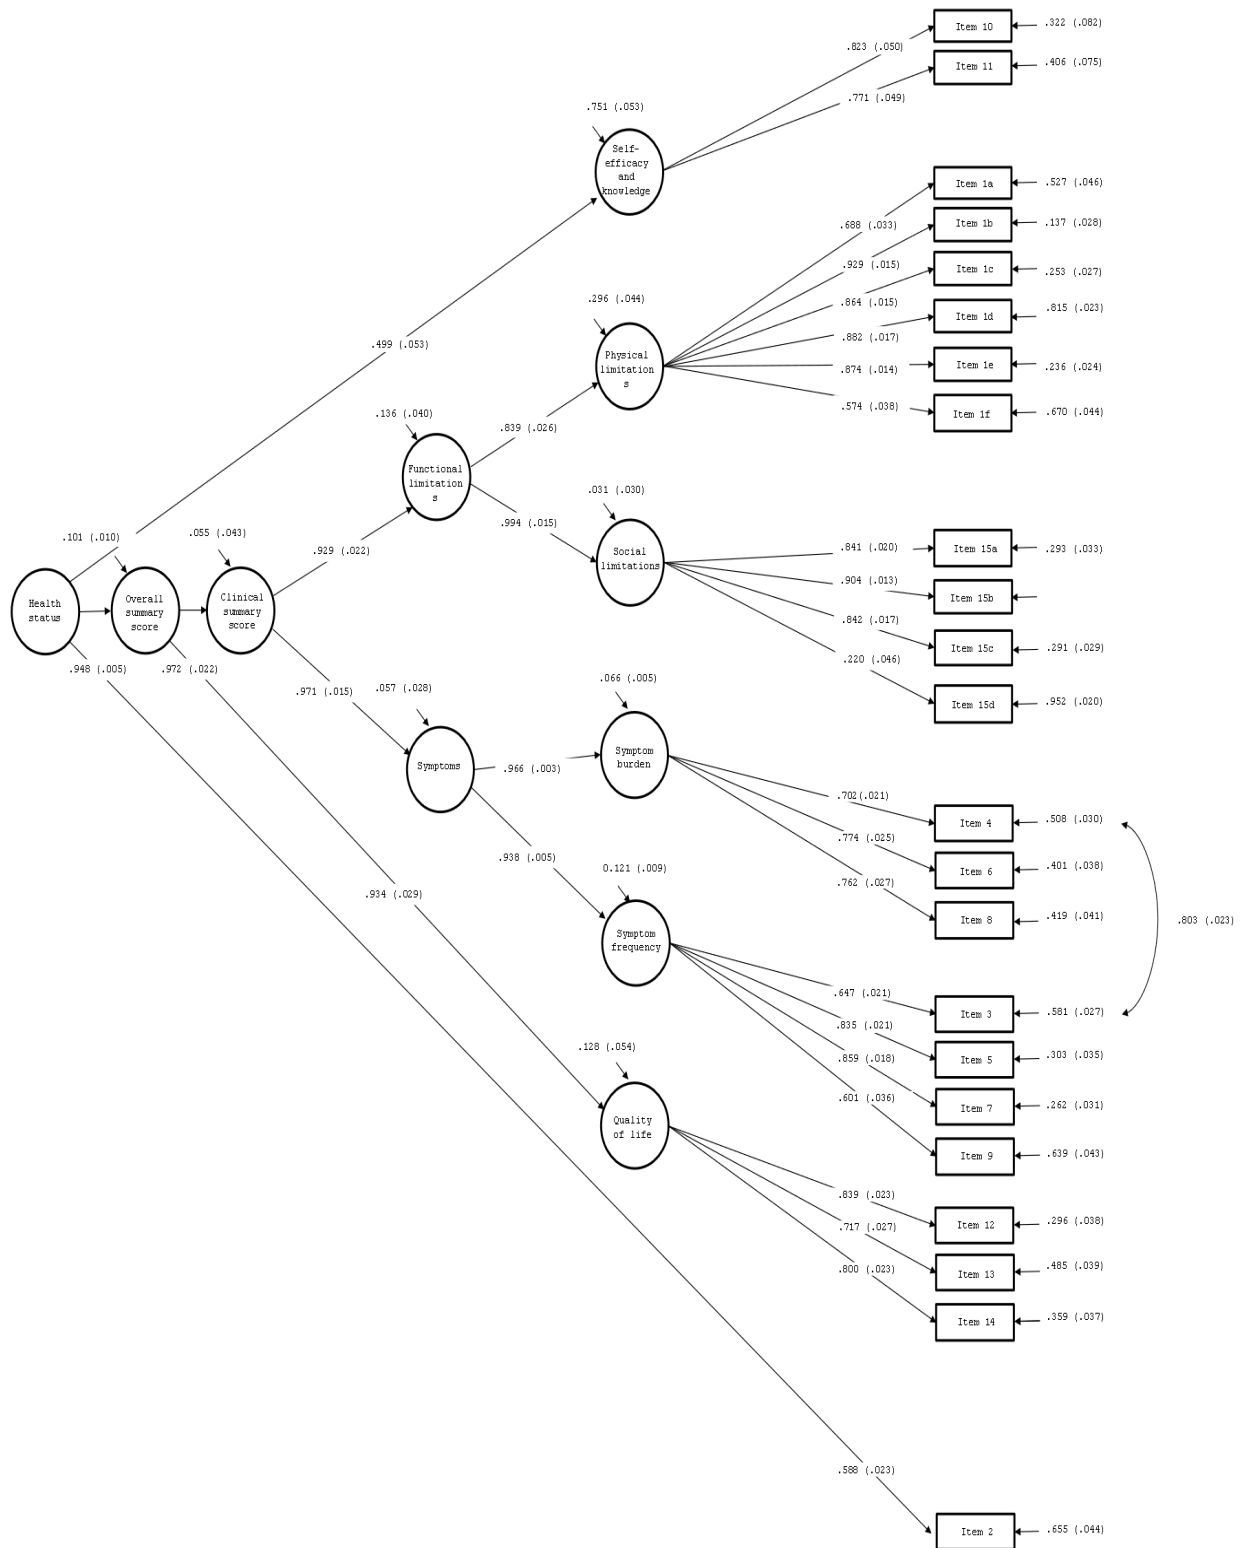 Item 10
.322 (.082)
.823 (.050)
Item 11
.406 (.075)
.771 (.049)
.751 (.053)
Self-
efficacy
and
knowledge
Item 1a
.527 (.046)
.688 (.033)
Item 1b
.137 (.028)
.929 (.015)
Item 1c
.253 (.027)
.864 (.015)
.296 (.044)
Item 1d
.815 (.023)
.882 (.017)
.499 (.053)
Physical
limitation
s
Item 1e
.236 (.024)
.874 (.014)
.574 (.038)
Item 1f
.670 (.044)
.136 (.040)
.839 (.026)
Functional
limitation
s
.031 (.030)
.994 (.015)
.101 (.010)
.055 (.043)
.929 (.022)
Social
limitations
.841 (.020)
Item 15a
.293 (.033)
.904 (.013)
Item 15b
Health
status
Overall
summary
score
Clinical
summary
score
.842 (.017)
Item 15c
.291 (.029)
.220 (.046)
.948 (.005)
.972 (.022)
.971 (.015)
.057 (.028)
.066 (.005)
Item 15d
.952 (.020)
Symptoms
.966 (.003)
Symptom
burden
.702(.021)
Item 4
.508 (.030)
.774 (.025)
Item 6
.401 (.038)
.938 (.005)
0.121 (.009)
.762 (.027)
.934 (.029)
Item 8
.419 (.041)
.803 (.023)
Symptom
frequency
.647 (.021)
Item 3
.581 (.027)
.835 (.021)
.128 (.054)
.859 (.018)
Item 5
.303 (.035)
.601 (.036)
Item 7
.262 (.031)
Quality
of life
Item 9
.639 (.043)
.839 (.023)
Item 12
.296 (.038)
.717 (.027)
.800 (.023)
Item 13
.485 (.039)
Item 14
.359 (.037)
.588 (.023)
Item 2
.655 (.044)